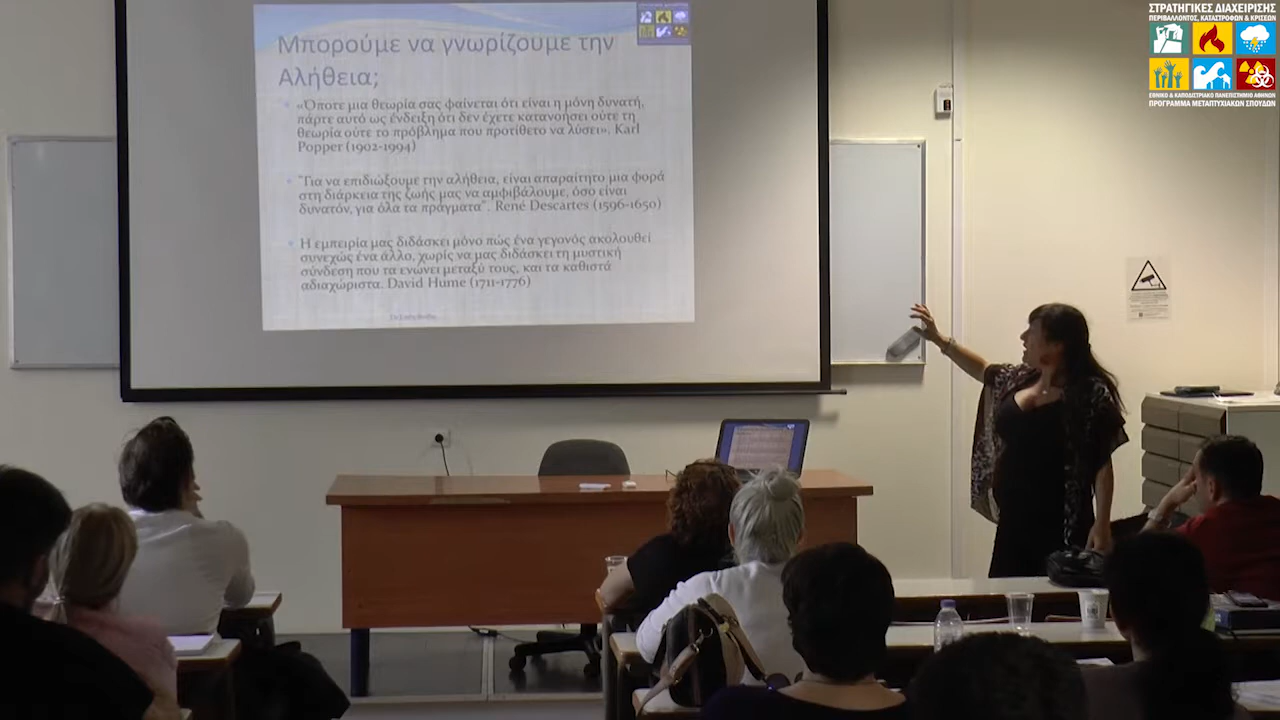 ΣΤΡΑΤΗΓΙΚΕΣ ΔΙΑΧΕΙΡΙΣΗΣ
ΠΕΡΙΒΑΛΛΟΝΤΟΣ, ΚΑΤΑΣΤΡΟΦΩΝ & ΚΡΙΣΕΩΝ
ΕΘΝΙΚΟ & ΚΑΠΟΔΙΣΤΡΙΑΚΟ ΠΑΝΕΠΙΣΤΗΜΙΟ ΑΘΗΝΩΝ
ΠΡΟΓΡΑΜΜΑ ΜΕΤΑΠΤΥΧΙΑΚΩΝ ΣΠΟΥΔΩΝ
Μπορούμε να γνωρίζουμε την
Αλήθεια;
«Όποτε μια θεωρία σας φαίνεται ότι είναι η μόνη δυνατή,
πάρτε αυτό ως ένδειξη ότι δεν έχετε κατανοήσει ούτε τη
θεωρία ούτε το πρόβλημα που προτίθετο να λύσει». Karl
Popper (1902-1994)
"Για να επιδιώξουμε την αλήθεια, είναι απαραίτητο μια φορά
στη διάρκεια της ζωής μας να αμφιβάλουμε, όσο είναι
δυνατόν, για όλα τα πράγματα". René Descartes (1596-1650)
Η εμπειρία μας διδάσκει μόνο πώς ένα γεγονός ακολουθεί
συνεχώς ένα άλλο, χωρίς να μας διδάσκει τη μυστική
σύνδεση που τα ενώνει μεταξύ τους, και τα καθιστά
αδιαχώριστα. David Hume (1711-1776)